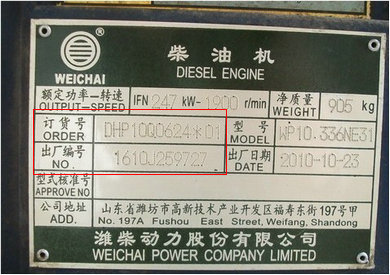 柴油机
WEICHAI
DIESEL ENGINE
额定功率—转速 IFN 247 kW-1900 r/min 净质量 905 kg
OUTPUT-SPEED WEIGHT
订货号 DHP10Q0624*01 型号 WP10.336NE31
ORDER MODEL
出厂编号 1610J259727 出厂日期 2010-10-23
NO. DATE
型式核准号
APPROVE NO
公司地址 山东省潍坊市高新技术产业开发区福寿东街197号甲
ADD. No. 197A Fushou East Street, Weifang, Shandong
潍柴动力股份有限公司
WEICHAI POWER COMPANY LIMITED